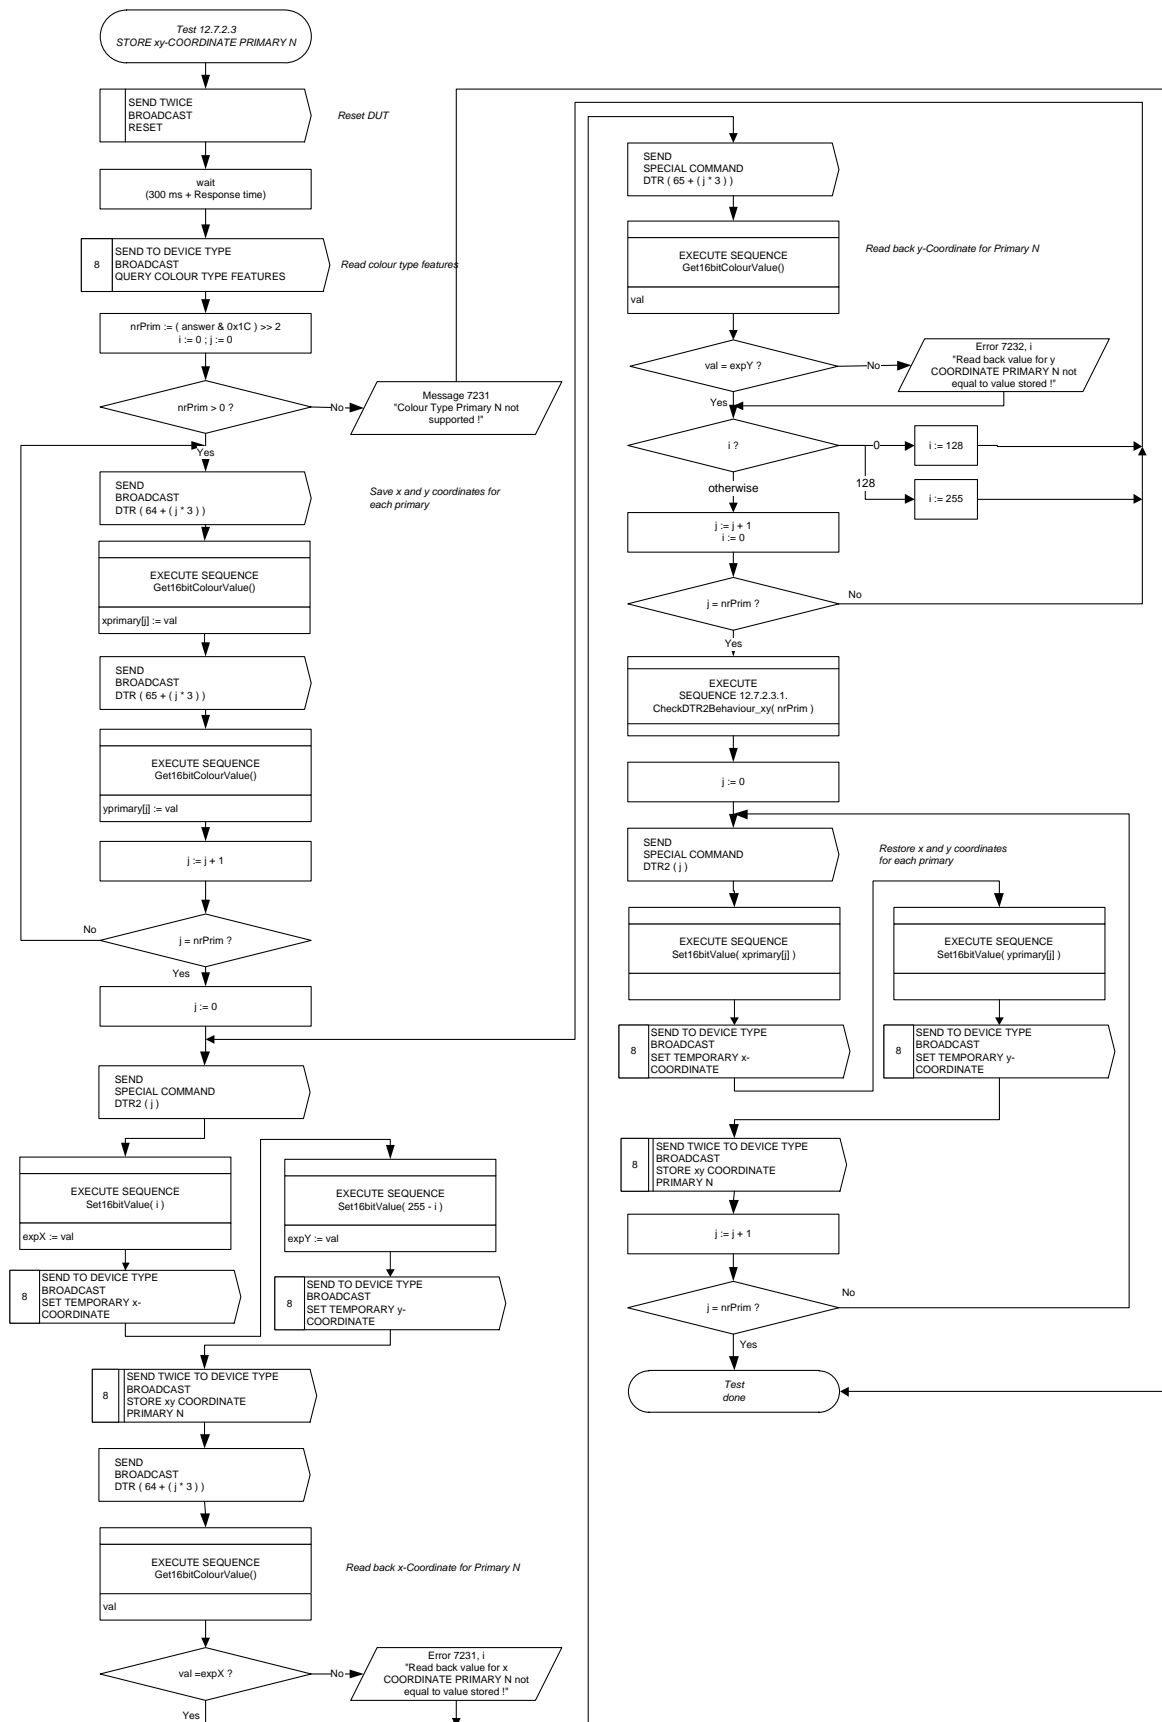 Test 12.7.2.3
STORE xy-COORDINATE PRIMARY N
SEND TWICE
BROADCAST
RESET
Reset DUT
wait
(300 ms + Response time)
8
SEND TO DEVICE TYPE
BROADCAST
QUERY COLOUR TYPE FEATURES
Read colour type features
nrPrim := ( answer & 0x1C ) >> 2
i := 0 ; j := 0
nrPrim > 0 ?
No
Message 7231
"Colour Type Primary N not
supported !"
Yes
SEND
BROADCAST
DTR ( 64 + ( j * 3 ) )
Save x and y coordinates for
each primary
EXECUTE SEQUENCE
Get16bitColourValue()
xprimary[j] := val
SEND
BROADCAST
DTR ( 65 + ( j * 3 ) )
EXECUTE SEQUENCE
Get16bitColourValue()
yprimary[j] := val
j := j + 1
No
j = nrPrim ?
Yes
j := 0
SEND
SPECIAL COMMAND
DTR2 ( j )
EXECUTE SEQUENCE
Set16bitValue( i )
expX := val
EXECUTE SEQUENCE
Set16bitValue( 255 - i )
expY := val
8
SEND TO DEVICE TYPE
BROADCAST
SET TEMPORARY x-
COORDINATE
8
SEND TO DEVICE TYPE
BROADCAST
SET TEMPORARY y-
COORDINATE
8
SEND TWICE TO DEVICE TYPE
BROADCAST
STORE xy COORDINATE
PRIMARY N
SEND
BROADCAST
DTR ( 64 + ( j * 3 ) )
EXECUTE SEQUENCE
Get16bitColourValue()
val
Read back x-Coordinate for Primary N
val =expX ?
No
Error 7231, i
"Read back value for x
COORDINATE PRIMARY N not
equal to value stored !"
Yes
SEND
SPECIAL COMMAND
DTR ( 65 + ( j * 3 ) )
EXECUTE SEQUENCE
Get16bitColourValue()
val
Read back y-Coordinate for Primary N
val = expY ?
No
Error 7232, i
"Read back value for y
COORDINATE PRIMARY N not
equal to value stored !"
Yes
i ?
0
i := 128
128
i := 255
otherwise
j := j + 1
i := 0
j = nrPrim ?
No
Yes
EXECUTE
SEQUENCE 12.7.2.3.1.
CheckDTR2Behaviour_xy( nrPrim )
j := 0
SEND
SPECIAL COMMAND
DTR2 ( j )
Restore x and y coordinates
for each primary
EXECUTE SEQUENCE
Set16bitValue( xprimary[j] )
EXECUTE SEQUENCE
Set16bitValue( yprimary[j] )
8
SEND TO DEVICE TYPE
BROADCAST
SET TEMPORARY x-
COORDINATE
8
SEND TO DEVICE TYPE
BROADCAST
SET TEMPORARY y-
COORDINATE
8
SEND TWICE TO DEVICE TYPE
BROADCAST
STORE xy COORDINATE
PRIMARY N
j := j + 1
j = nrPrim ?
No
Yes
Test
done